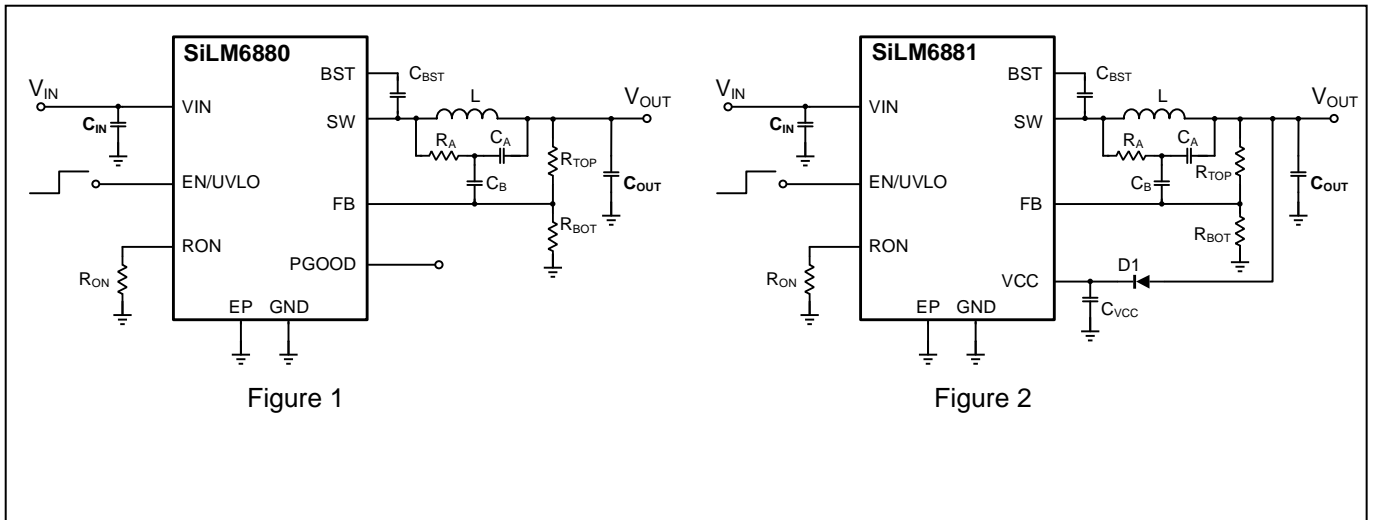 SiLM6880
BST
C_BST
V_IN
VIN
C_IN
SW
L
V_OUT
R_A
C_A
R_TOP
C_OUT
EN/UVLO
C_B
FB
R_BOT
RON
R_ON
PGOOD
EP
GND
Figure 1
SiLM6881
BST
C_BST
V_IN
VIN
C_IN
SW
L
V_OUT
R_A
C_A
R_TOP
C_OUT
EN/UVLO
C_B
FB
R_BOT
RON
R_ON
VCC
D1
C_VCC
EP
GND
Figure 2